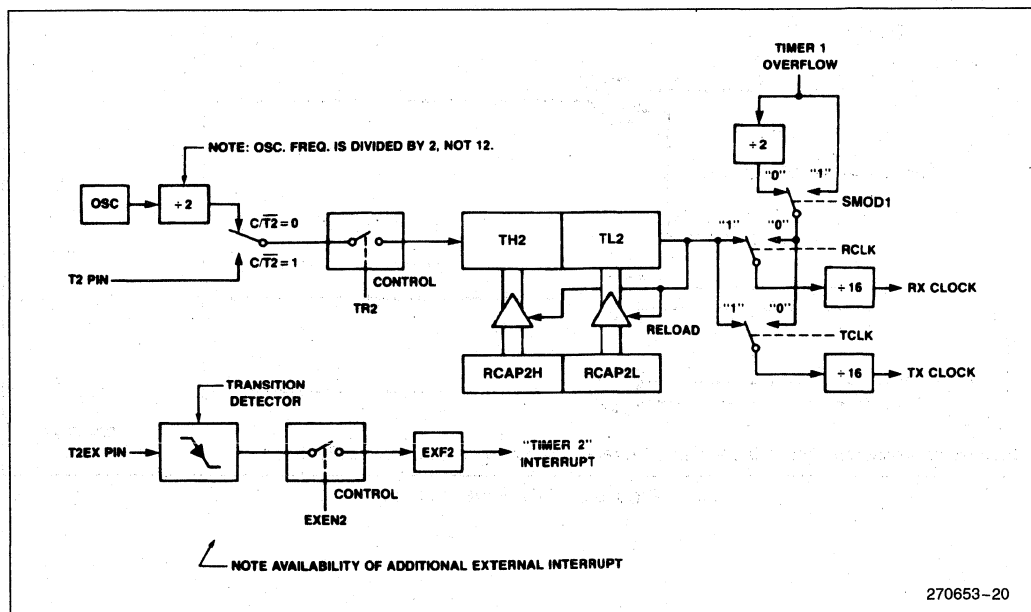 TIMER 1
OVERFLOW
NOTE: OSC. FREQ. IS DIVIDED BY 2, NOT 12.
÷ 2
"0"
"1"
SMOD1
OSC
÷ 2
C/T2̅ = 0
C/T2̅ = 1
T2 PIN
CONTROL
TR2
TH2
TL2
"1"
"0"
RCLK
÷ 16
RX CLOCK
RELOAD
"1"
"0"
TCLK
RCAP2H
RCAP2L
÷ 16
TX CLOCK
TRANSITION
DETECTOR
T2EX PIN
CONTROL
EXEN2
EXF2
"TIMER 2"
INTERRUPT
NOTE AVAILABILITY OF ADDITIONAL EXTERNAL INTERRUPT
270653–20